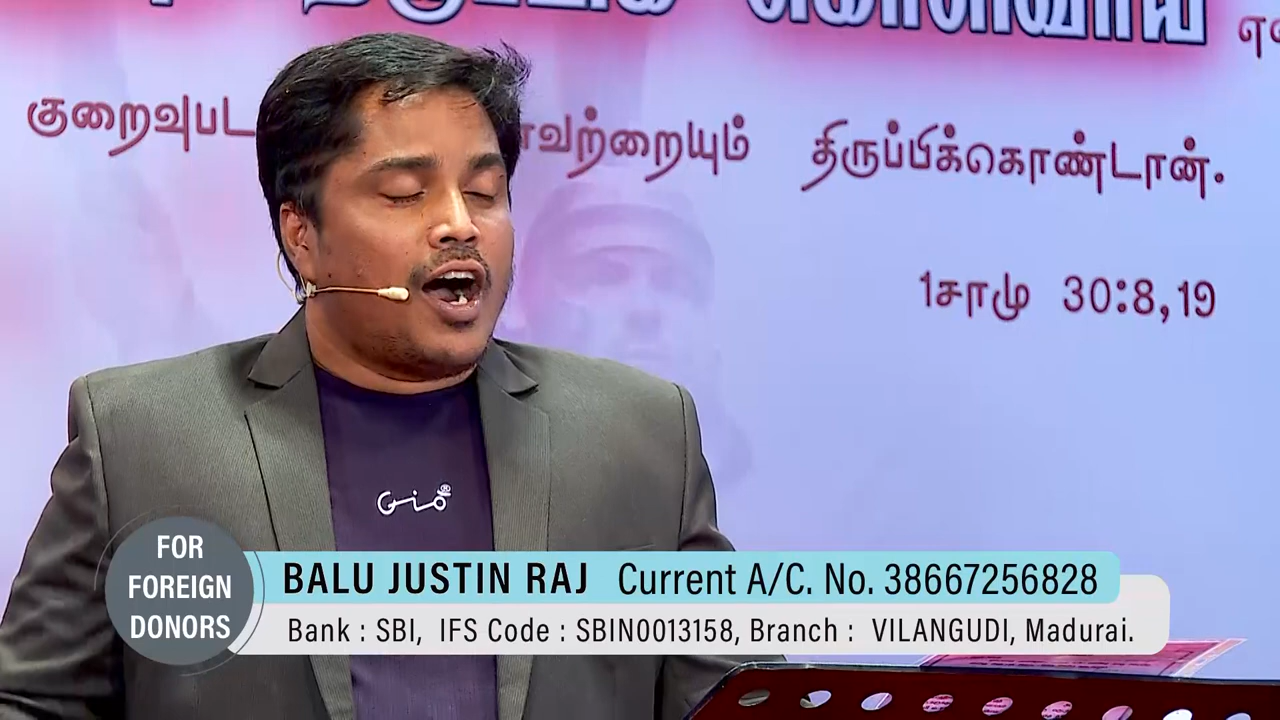 திருப்பிக் கொள்வாய்
குறைவுபட
திருப்பிக்கொண்டான்.
1சாமு 30:8,19
Gio
FOR FOREIGN DONORS
BALU JUSTIN RAJ Current A/C. No. 38667256828
Bank : SBI, IFS Code : SBIN0013158, Branch : VILANGUDI, Madurai.